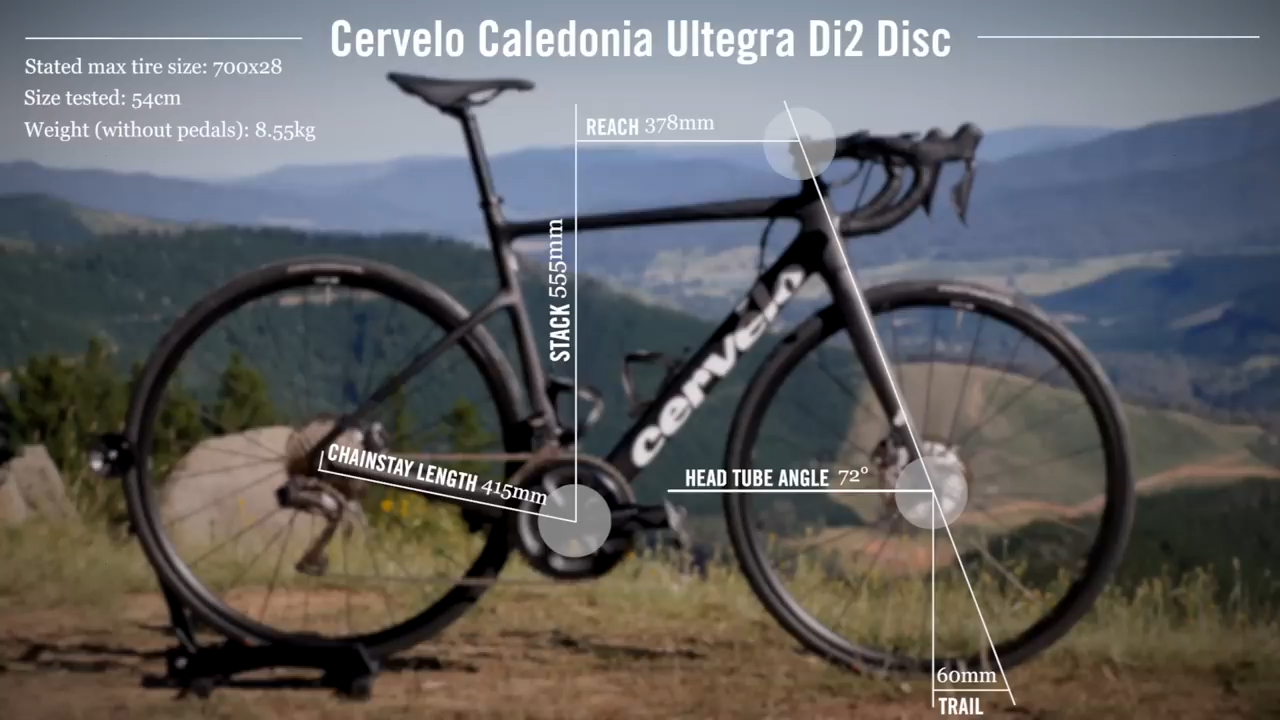 Cervelo Caledonia Ultegra Di2 Disc
Stated max tire size: 700x28
Size tested: 54cm
Weight (without pedals): 8.55kg
REACH 378mm
STACK 555mm
cervélo
CHAINSTAY LENGTH 415mm
HEAD TUBE ANGLE 72°
60mm
TRAIL